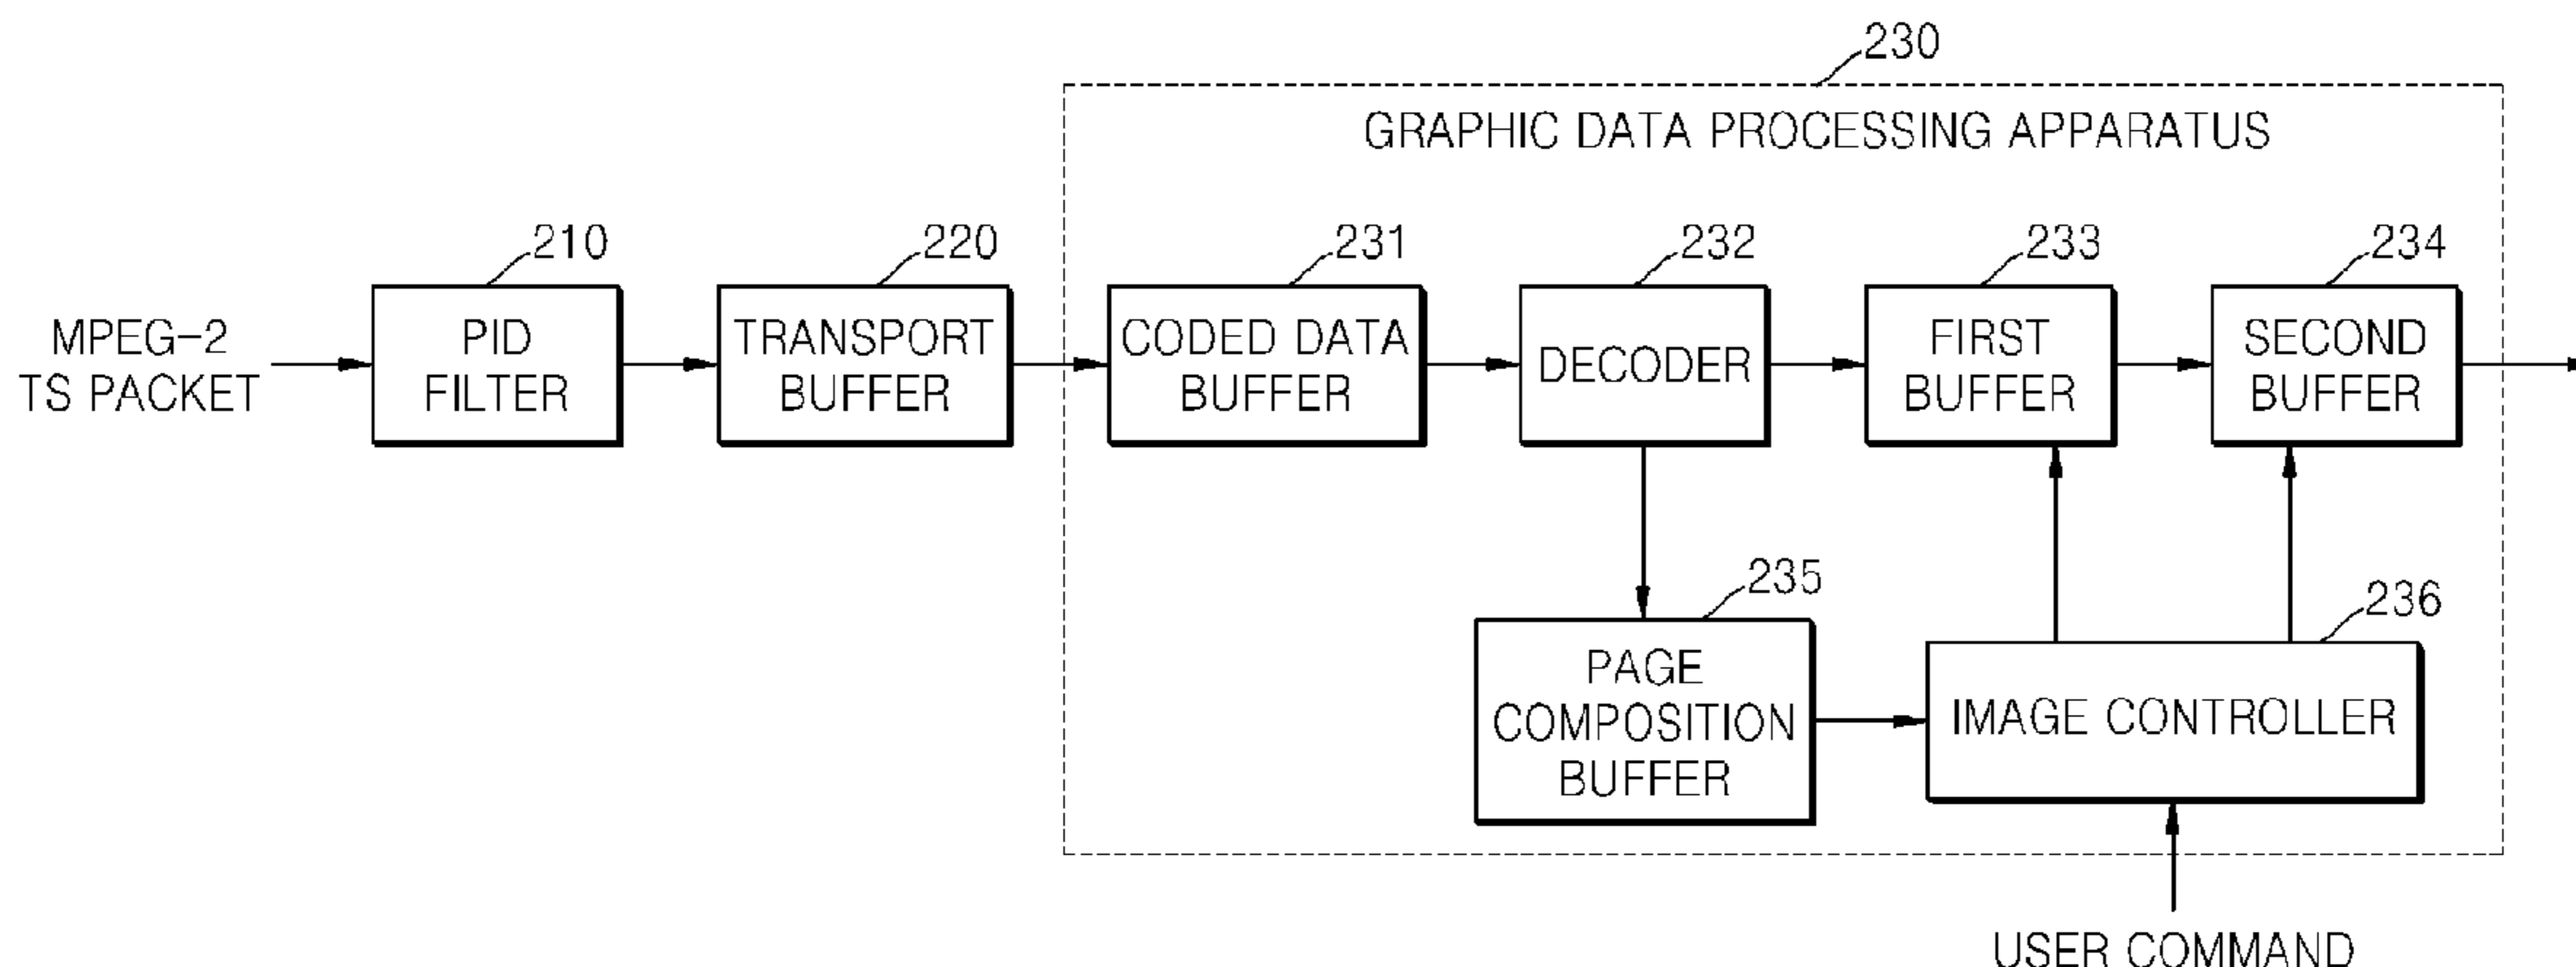 230
GRAPHIC DATA PROCESSING APPARATUS
210
220
231
232
233
234
MPEG-2
TS PACKET
PID
FILTER
TRANSPORT
BUFFER
CODED DATA
BUFFER
DECODER
FIRST
BUFFER
SECOND
BUFFER
235
236
PAGE
COMPOSITION
BUFFER
IMAGE CONTROLLER
USER COMMAND